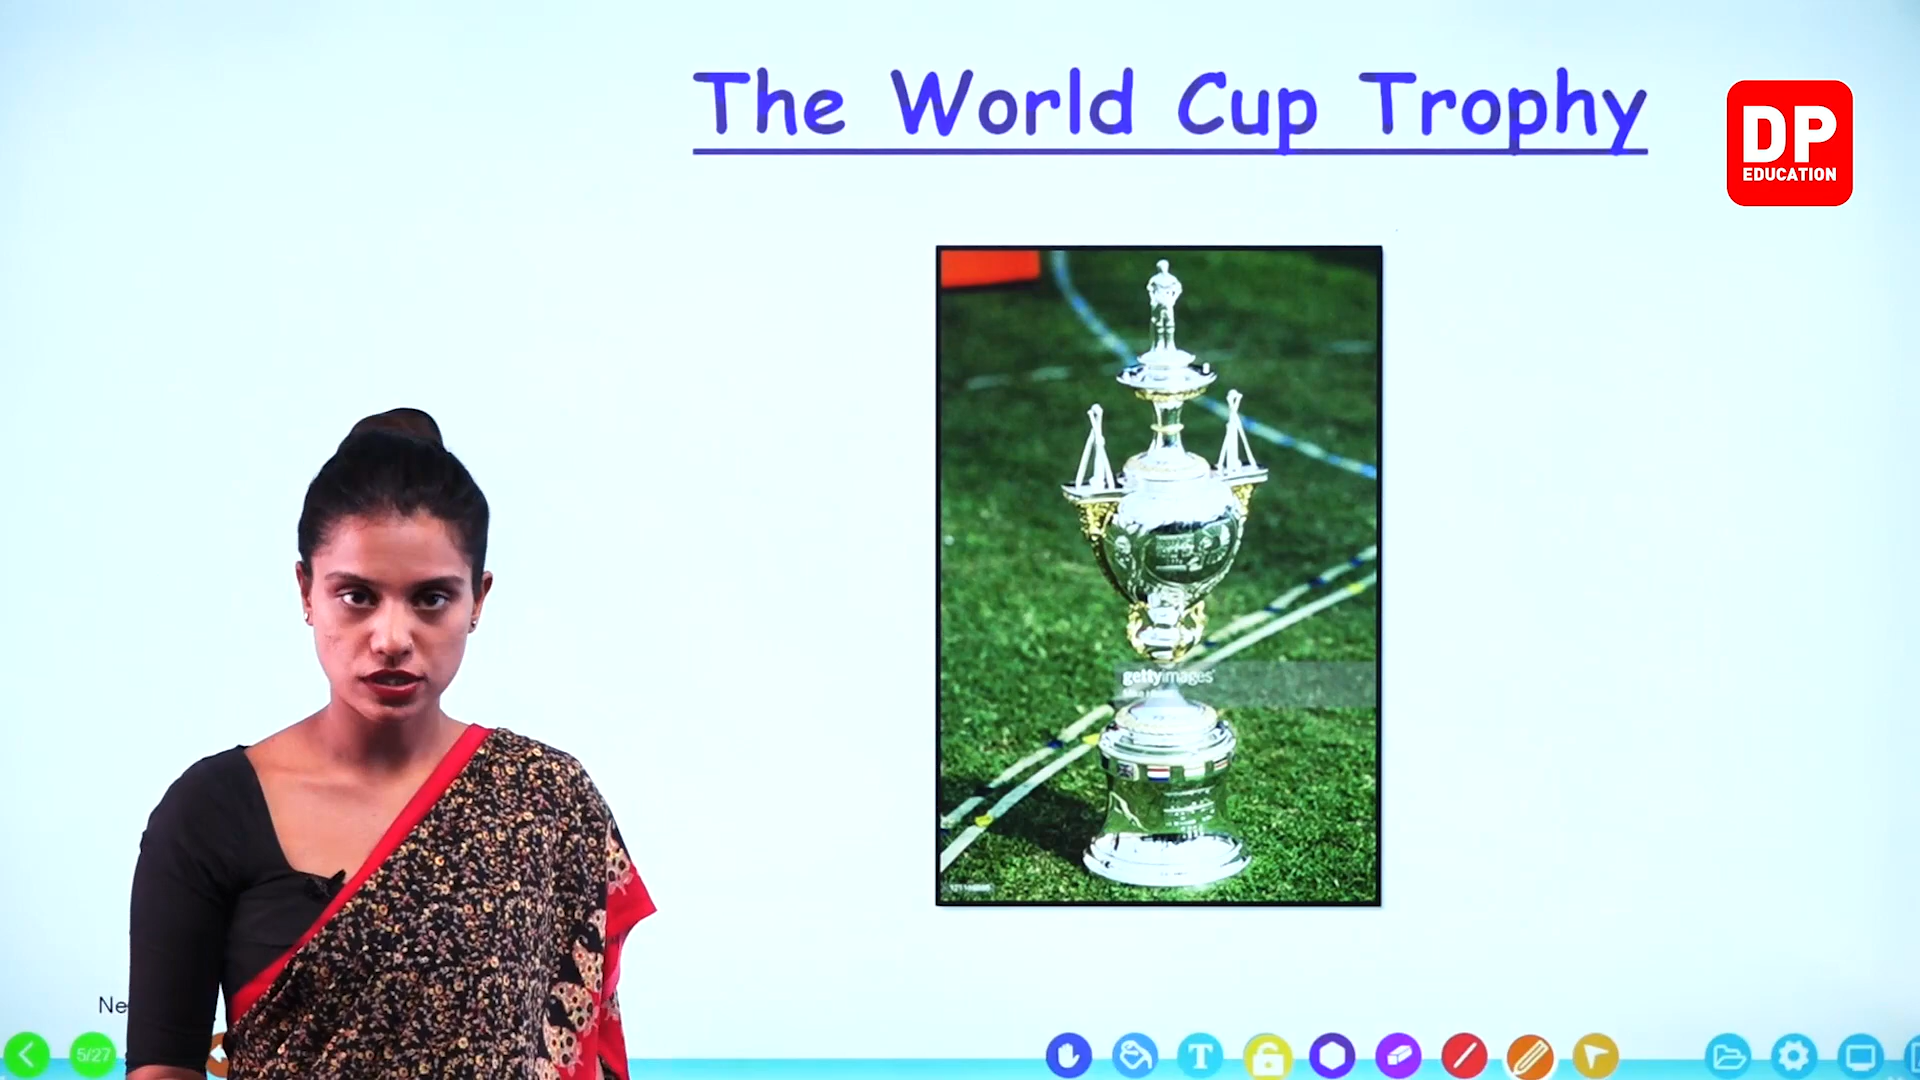 The World Cup Trophy
DP
EDUCATION
gettyimages
Ne
5/27
T